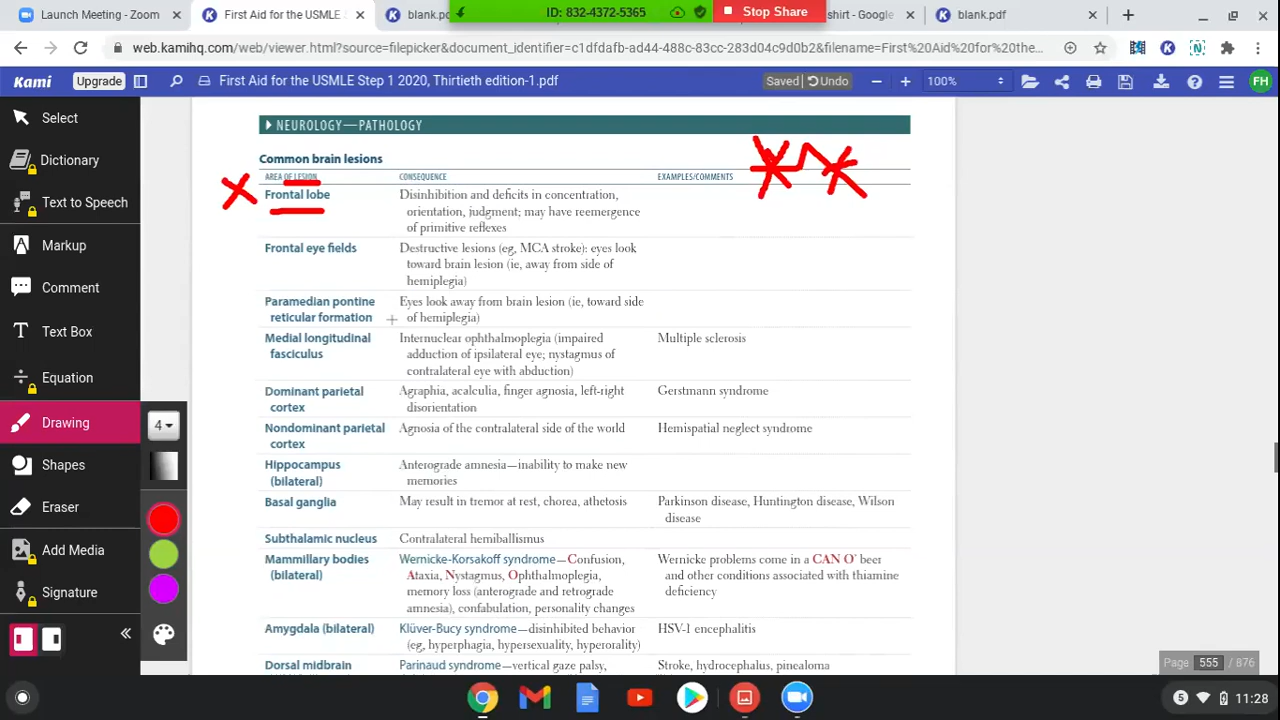 Launch Meeting - Zoom
First Aid for the USMLE Step 1 20
blank.pdf
ID: 832-4372-5365
Stop Share
shirt - Google
blank.pdf
web.kamihq.com/web/viewer.html?source=filepicker&document_identifier=c1dfdafb-ad44-488c-83cc-283d04c9d0b2&filename=First%20Aid%20for%20the...
Kami
Upgrade
First Aid for the USMLE Step 1 2020, Thirtieth edition-1.pdf
Saved
Undo
100%
FH
Select
Dictionary
Text to Speech
Markup
Comment
Text Box
Equation
Drawing
4
Shapes
Eraser
Add Media
Signature
NEUROLOGY—PATHOLOGY
Common brain lesions
AREA OF LESION CONSEQUENCE EXAMPLES/COMMENTS
Frontal lobe Disinhibition and deficits in concentration,
orientation, judgment; may have reemergence
of primitive reflexes
Frontal eye fields Destructive lesions (eg, MCA stroke): eyes look
toward brain lesion (ie, away from side of
hemiplegia)
Paramedian pontine Eyes look away from brain lesion (ie, toward side
reticular formation of hemiplegia)
Medial longitudinal Internuclear ophthalmoplegia (impaired Multiple sclerosis
fasciculus adduction of ipsilateral eye; nystagmus of
contralateral eye with abduction)
Dominant parietal Agraphia, acalculia, finger agnosia, left-right Gerstmann syndrome
cortex disorientation
Nondominant parietal Agnosia of the contralateral side of the world Hemispatial neglect syndrome
cortex
Hippocampus Anterograde amnesia—inability to make new
(bilateral) memories
Basal ganglia May result in tremor at rest, chorea, athetosis Parkinson disease, Huntington disease, Wilson
disease
Subthalamic nucleus Contralateral hemiballismus
Mammillary bodies Wernicke-Korsakoff syndrome—Confusion, Wernicke problems come in a CAN O' beer
(bilateral) Ataxia, Nystagmus, Ophthalmoplegia, and other conditions associated with thiamine
memory loss (anterograde and retrograde deficiency
amnesia), confabulation, personality changes
Amygdala (bilateral) Klüver-Bucy syndrome—disinhibited behavior HSV-1 encephalitis
(eg, hyperphagia, hypersexuality, hyperorality)
Dorsal midbrain Parinaud syndrome—vertical gaze palsy, Stroke, hydrocephalus, pinealoma
Page 555 / 876
5
11:28